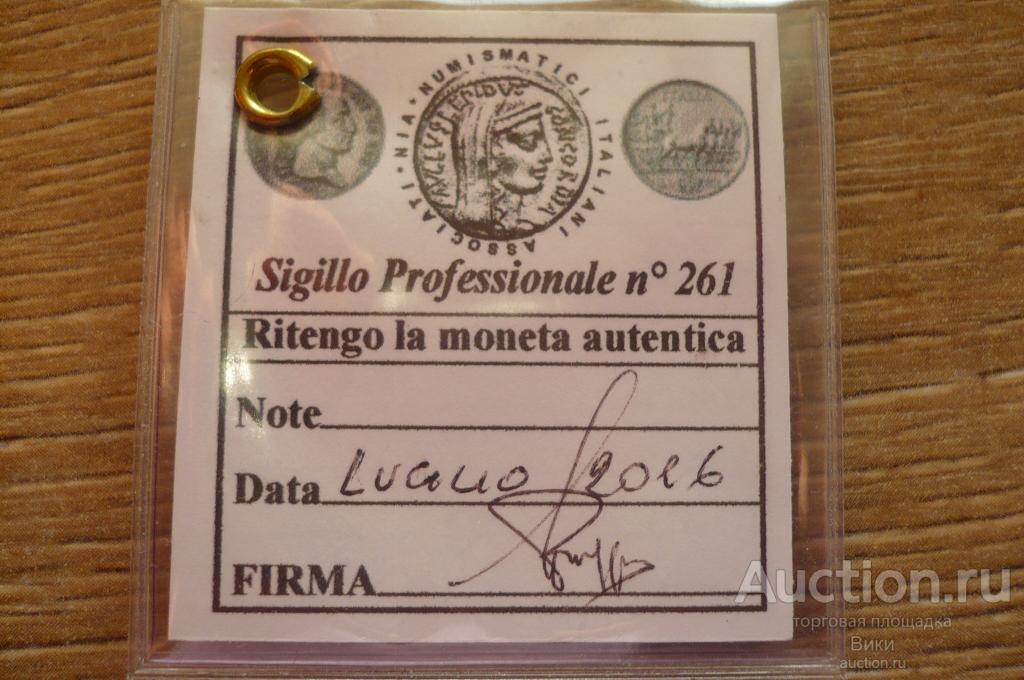 NIA * NUMISMATICI ITALIANI ASSOCIATI *
Sigillo Professionale n° 261
Ritengo la moneta autentica
Note
Data LUGLIO 2016
FIRMA
Auction.ru
торговая площадка
Вики
auction.ru